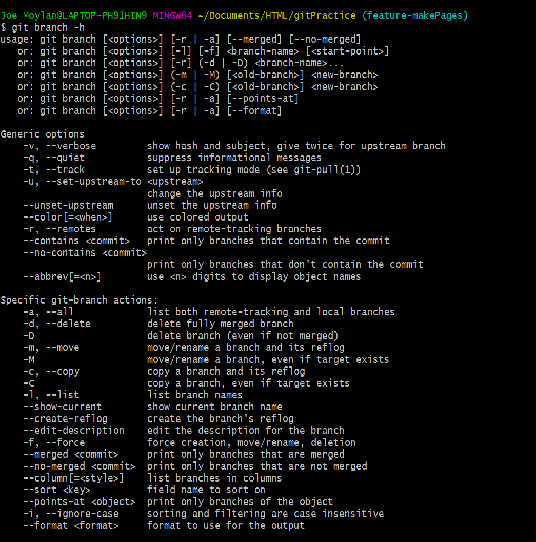 Joe Moylan@LAPTOP-PH91HIN9 MINGW64 ~/Documents/HTML/gitPractice (feature-makePages)
$ git branch -h
usage: git branch [<options>] [-r | -a] [--merged] [--no-merged]
or: git branch [<options>] [-l] [-f] <branch-name> [<start-point>]
or: git branch [<options>] [-r] (-d | -D) <branch-name>...
or: git branch [<options>] (-m | -M) [<old-branch>] <new-branch>
or: git branch [<options>] (-c | -C) [<old-branch>] <new-branch>
or: git branch [<options>] [-r | -a] [--points-at]
or: git branch [<options>] [-r | -a] [--format]
Generic options
-v, --verbose show hash and subject, give twice for upstream branch
-q, --quiet suppress informational messages
-t, --track set up tracking mode (see git-pull(1))
-u, --set-upstream-to <upstream>
change the upstream info
--unset-upstream unset the upstream info
--color[=<when>] use colored output
-r, --remotes act on remote-tracking branches
--contains <commit> print only branches that contain the commit
--no-contains <commit>
print only branches that don't contain the commit
--abbrev[=<n>] use <n> digits to display object names
Specific git-branch actions:
-a, --all list both remote-tracking and local branches
-d, --delete delete fully merged branch
-D delete branch (even if not merged)
-m, --move move/rename a branch and its reflog
-M move/rename a branch, even if target exists
-c, --copy copy a branch and its reflog
-C copy a branch, even if target exists
-l, --list list branch names
--show-current show current branch name
--create-reflog create the branch's reflog
--edit-description edit the description for the branch
-f, --force force creation, move/rename, deletion
--merged <commit> print only branches that are merged
--no-merged <commit> print only branches that are not merged
--column[=<style>] list branches in columns
--sort <key> field name to sort on
--points-at <object> print only branches of the object
-i, --ignore-case sorting and filtering are case insensitive
--format <format> format to use for the output